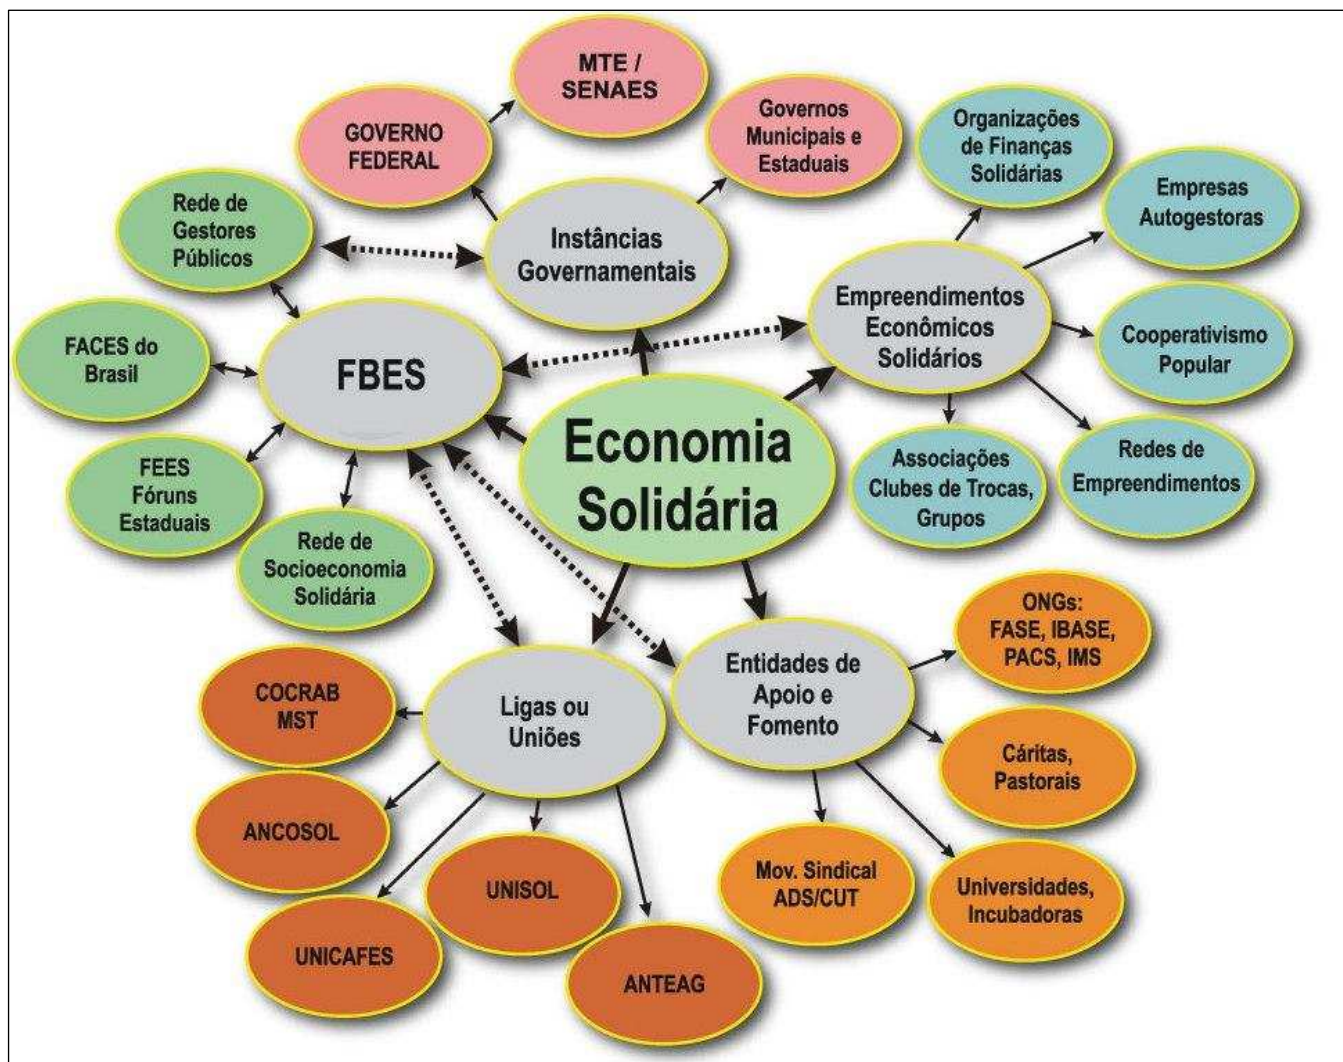 MTE /
SENAES
GOVERNO
FEDERAL
Governos
Municipais e
Estaduais
Organizações
de Finanças
Solidárias
Empresas
Autogestoras
Rede de
Gestores
Públicos
Instâncias
Governamentais
Empreendimentos
Econômicos
Solidários
FACES do
Brasil
FBES
Cooperativismo
Popular
Economia
Solidária
FEES
Fóruns
Estaduais
Associações
Clubes de Trocas,
Grupos
Redes de
Empreendimentos
Rede de
Socioeconomia
Solidária
ONGs:
FASE, IBASE,
PACS, IMS
Entidades de
Apoio e
Fomento
COCRAB
MST
Ligas ou
Uniões
Cáritas,
Pastorais
ANCOSOL
UNISOL
Mov. Sindical
ADS/CUT
Universidades,
Incubadoras
UNICAFES
ANTEAG